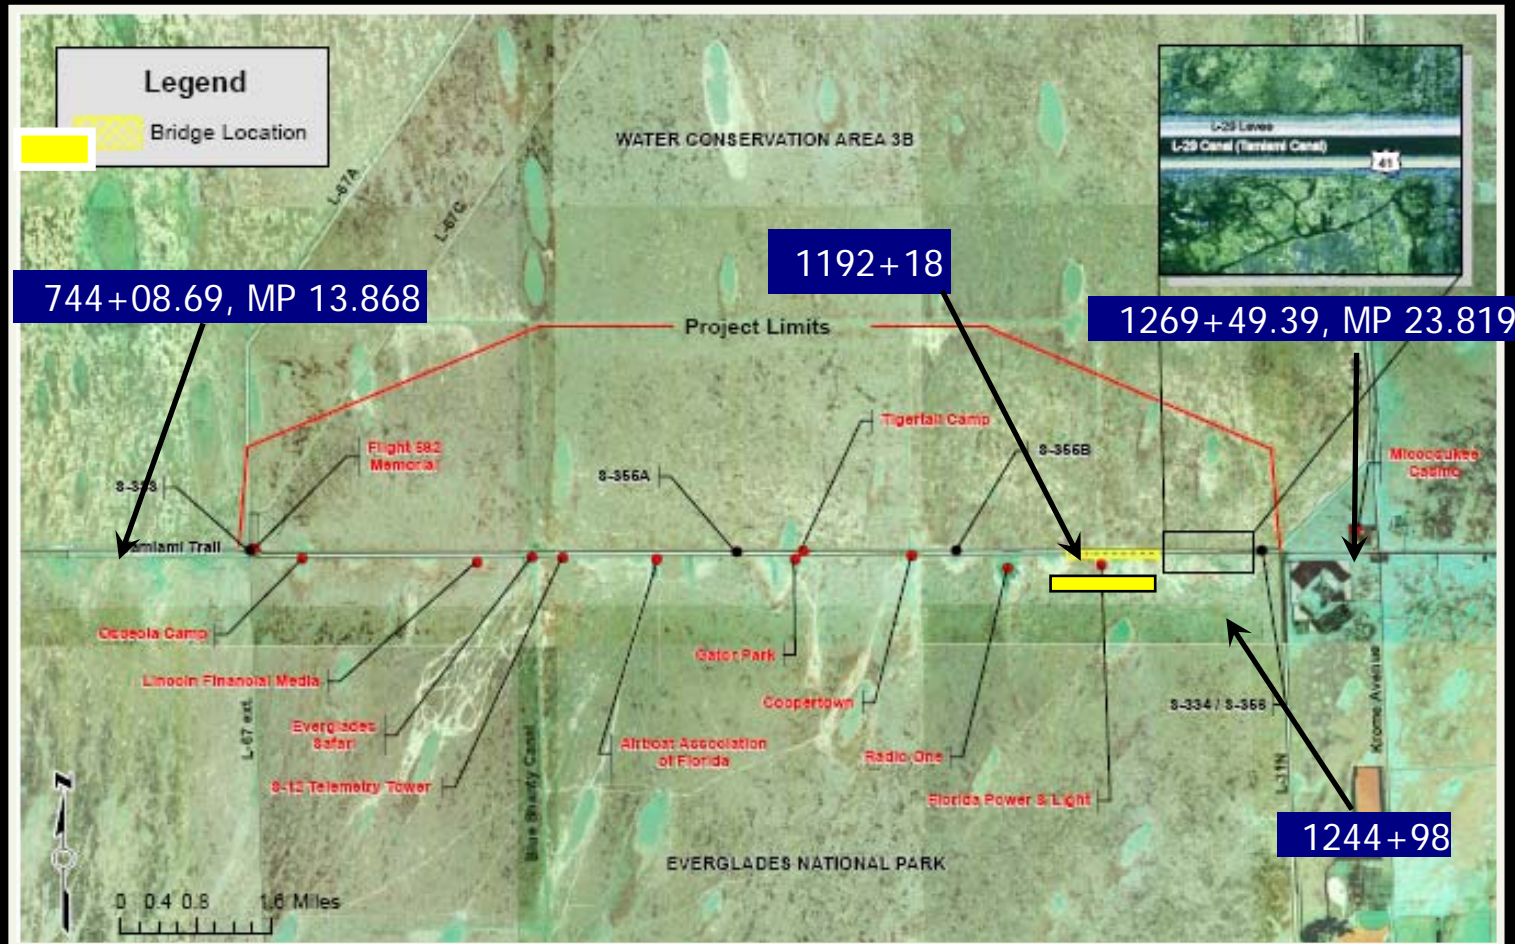 Legend
Bridge Location
WATER CONSERVATION AREA 3B
L-29 Levee
L-29 Canal (Tamiami Canal)
41
L-67A
L-67C
744+08.69, MP 13.868
1192+18
1269+49.39, MP 23.819
Project Limits
Tigertail Camp
Flight 592
Memorial
S-355A
S-355B
Miccosukee
Casino
S-333
amiami Trail
Osceola Camp
Lincoln Financial Media
Gator Park
Coopertown
S-334 / S-356
Everglades
Safari
Airboat Association
of Florida
Radio One
S-12 Telemetry Tower
Florida Power & Light
L-67 ext.
Blue Shanty Canal
L-31N
Krome Avenue
1244+98
EVERGLADES NATIONAL PARK
N
0 0.4 0.8 1.6 Miles